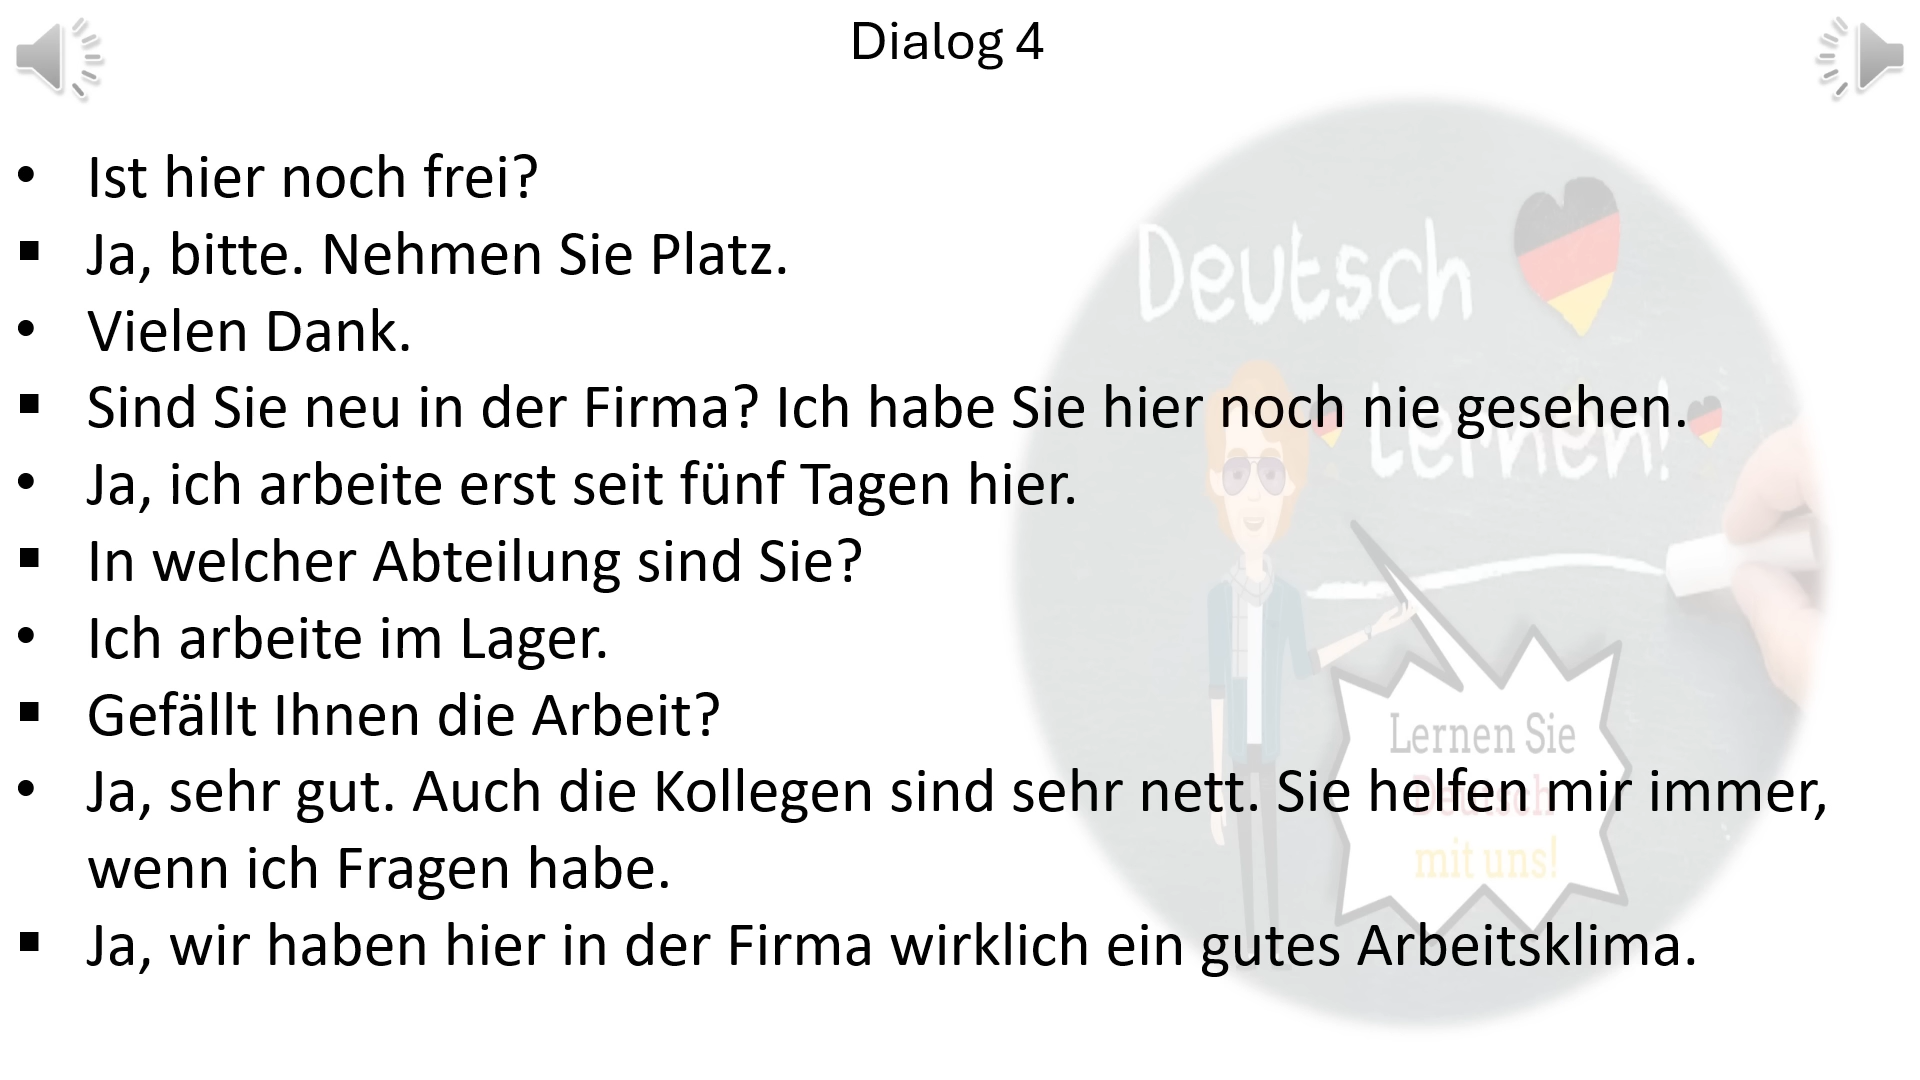 Dialog 4
• Ist hier noch frei?
▪ Ja, bitte. Nehmen Sie Platz.
• Vielen Dank.
▪ Sind Sie neu in der Firma? Ich habe Sie hier noch nie gesehen.
• Ja, ich arbeite erst seit fünf Tagen hier.
▪ In welcher Abteilung sind Sie?
• Ich arbeite im Lager.
▪ Gefällt Ihnen die Arbeit?
• Ja, sehr gut. Auch die Kollegen sind sehr nett. Sie helfen mir immer,
wenn ich Fragen habe.
▪ Ja, wir haben hier in der Firma wirklich ein gutes Arbeitsklima.
Deutsch
Lernen!
Lernen Sie
Deutsch
mit uns!